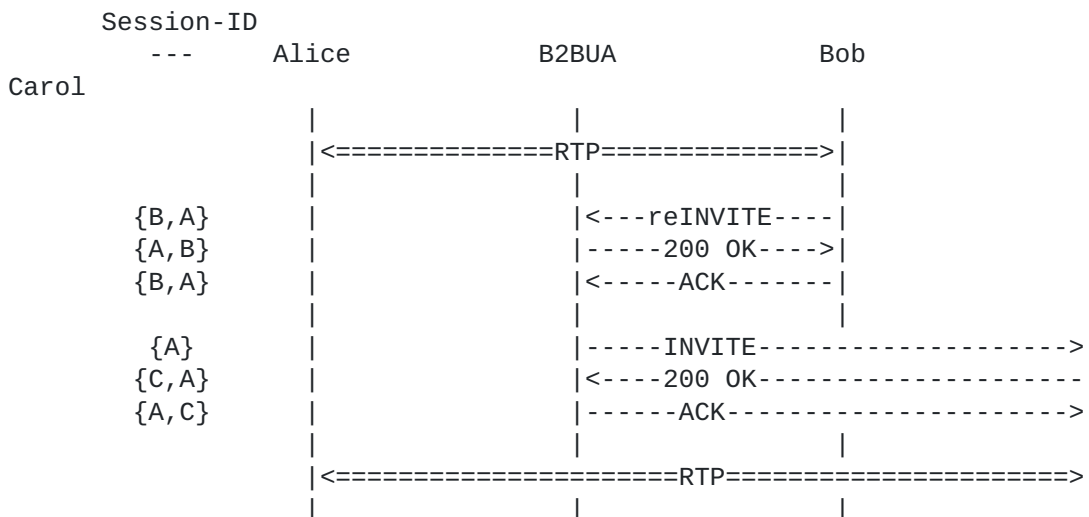 Session-ID
         ---     Alice            B2BUA             Bob
Carol
                   |                |                |
                   |<==============RTP==============>|
                   |                |                |
        {B,A}      |                |<---reINVITE----|
        {A,B}      |                |-----200 OK---->|
        {B,A}      |                |<-----ACK-------|
                   |                |                |
         {A}       |                |-----INVITE-------------------->
        {C,A}      |                |<----200 OK---------------------
        {A,C}      |                |------ACK---------------------->
                   |                |                |
                   |<======================RTP======================>
                   |                |                |